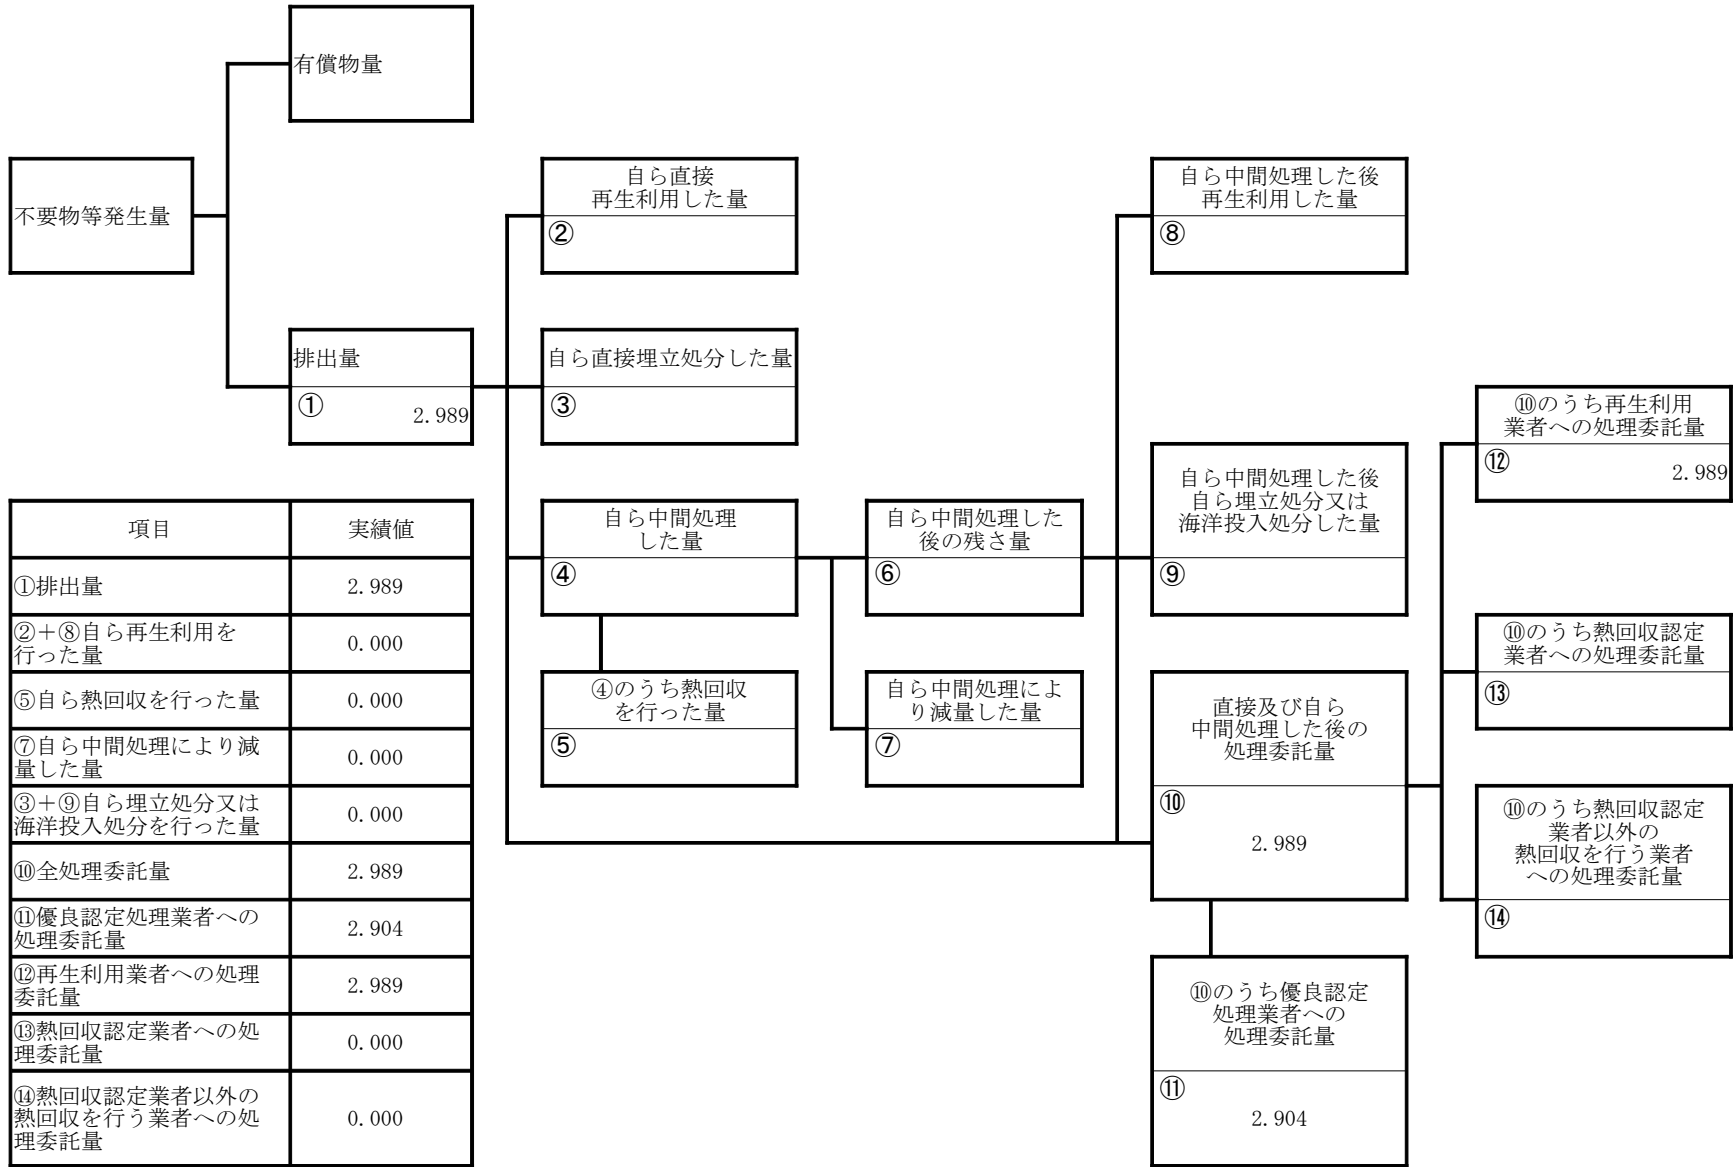 有償物量
不要物等発生量
排出量
①
2.989
自ら直接
再生利用した量
②
自ら直接埋立処分した量
③
自ら中間処理
した量
④
④のうち熱回収
を行った量
⑤
自ら中間処理した
後の残さ量
⑥
自ら中間処理によ
り減量した量
⑦
自ら中間処理した後
再生利用した量
⑧
自ら中間処理した後
自ら埋立処分又は
海洋投入処分した量
⑨
直接及び自ら
中間処理した後の
処理委託量
⑩
2.989
⑩のうち優良認定
処理業者への
処理委託量
⑪
2.904
⑩のうち再生利用
業者への処理委託量
⑫
2.989
⑩のうち熱回収認定
業者への処理委託量
⑬
⑩のうち熱回収認定
業者以外の
熱回収を行う業者
への処理委託量
⑭
項目 実績値
①排出量 2.989
②+⑧自ら再生利用を
行った量 0.000
⑤自ら熱回収を行った量 0.000
⑦自ら中間処理により減
量した量 0.000
③+⑨自ら埋立処分又は
海洋投入処分を行った量 0.000
⑩全処理委託量 2.989
⑪優良認定処理業者への
処理委託量 2.904
⑫再生利用業者への処理
委託量 2.989
⑬熱回収認定業者への処
理委託量 0.000
⑭熱回収認定業者以外の
熱回収を行う業者への処
理委託量 0.000